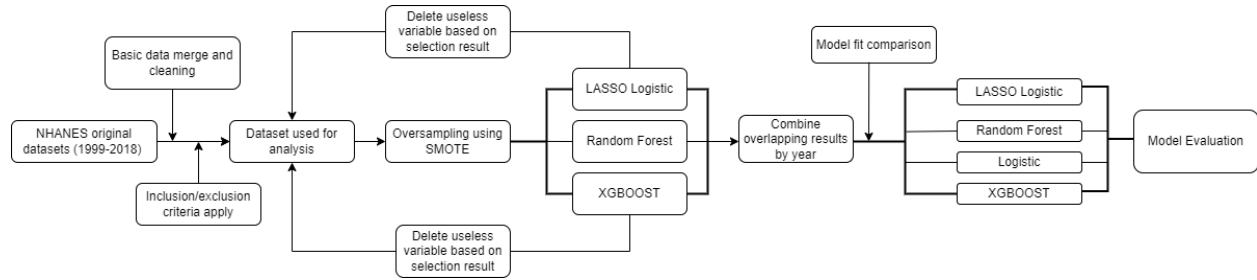 Delete useless
variable based on
selection result
Basic data merge and
cleaning
Model fit comparison
NHANES original
datasets (1999-2018)
Dataset used for
analysis
Oversampling using
SMOTE
LASSO Logistic
Random Forest
XGBOOST
Combine
overlapping results
by year
LASSO Logistic
Random Forest
Logistic
XGBOOST
Model Evaluation
Inclusion/exclusion
criteria apply
Delete useless
variable based on
selection result